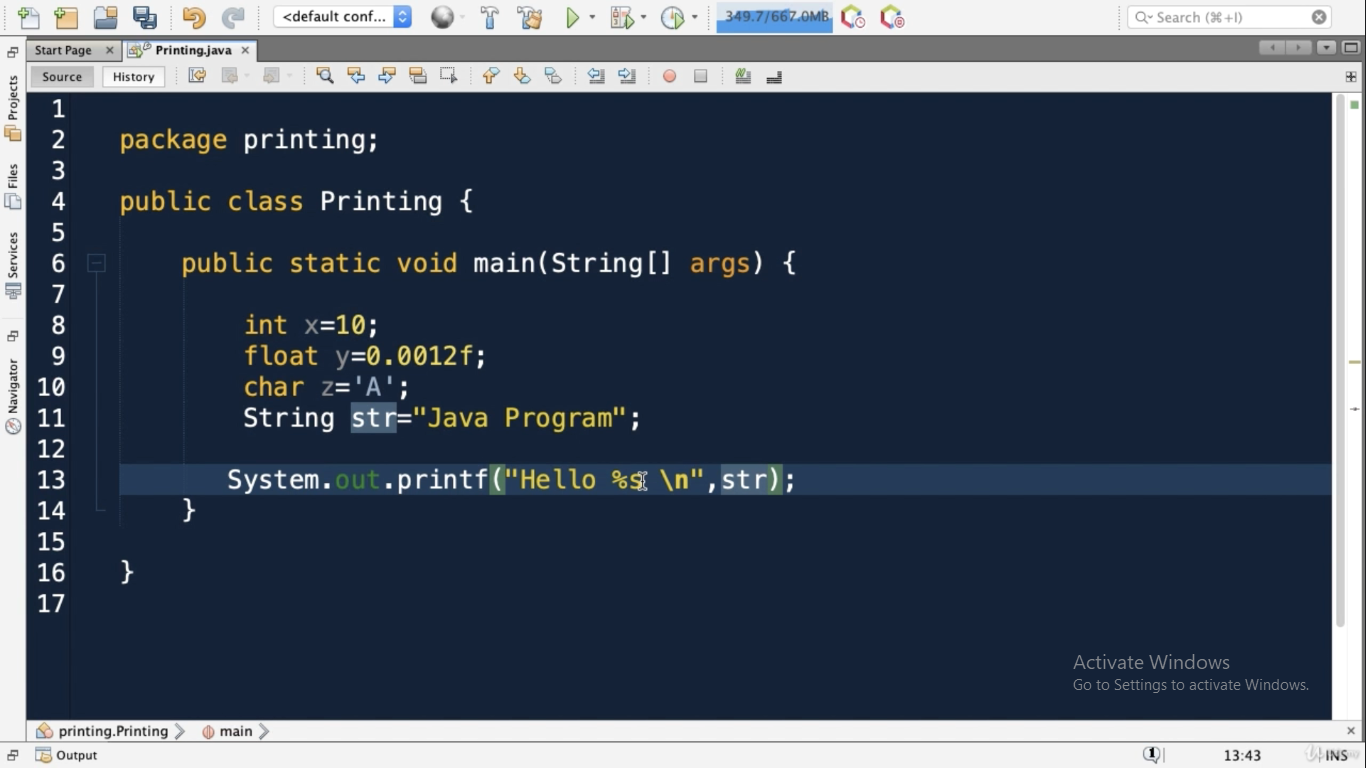 <default conf...
349.7/667.0MB
Search (⌘+I)
Start Page
Printing.java
Source
History
Projects
Files
Services
Navigator
1
2 package printing;
3
4 public class Printing {
5
6 public static void main(String[] args) {
7
8 int x=10;
9 float y=0.0012f;
10 char z='A';
11 String str="Java Program";
12
13 System.out.printf("Hello %s \n",str);
14 }
15
16 }
17
Activate Windows
Go to Settings to activate Windows.
printing.Printing
main
Output
1
13:43
INS